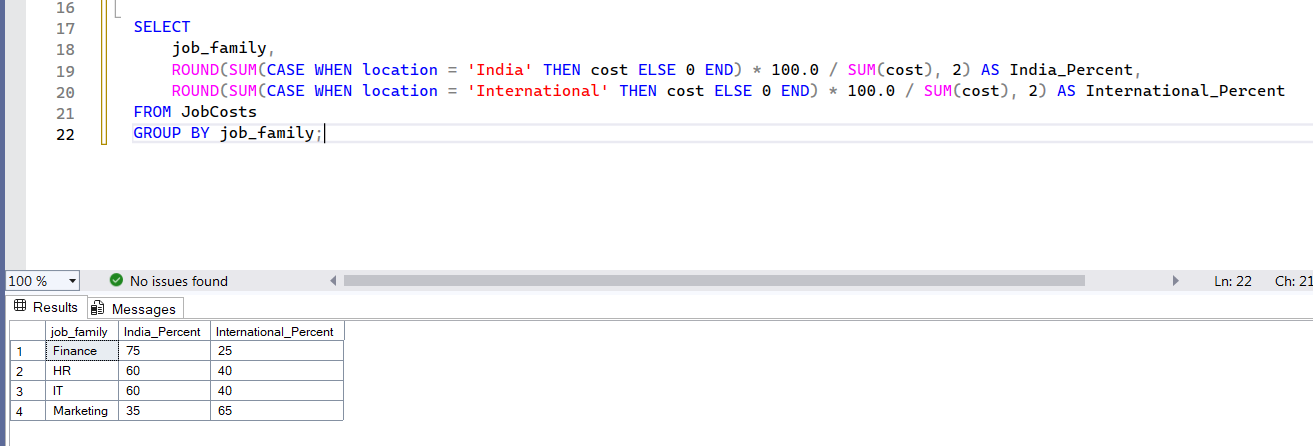 16
17 SELECT
18 job_family,
19 ROUND(SUM(CASE WHEN location = 'India' THEN cost ELSE 0 END) * 100.0 / SUM(cost), 2) AS India_Percent,
20 ROUND(SUM(CASE WHEN location = 'International' THEN cost ELSE 0 END) * 100.0 / SUM(cost), 2) AS International_Percent
21 FROM JobCosts
22 GROUP BY job_family;
100 % No issues found Ln: 22 Ch: 21
Results Messages
job_family India_Percent International_Percent
1 Finance 75 25
2 HR 60 40
3 IT 60 40
4 Marketing 35 65